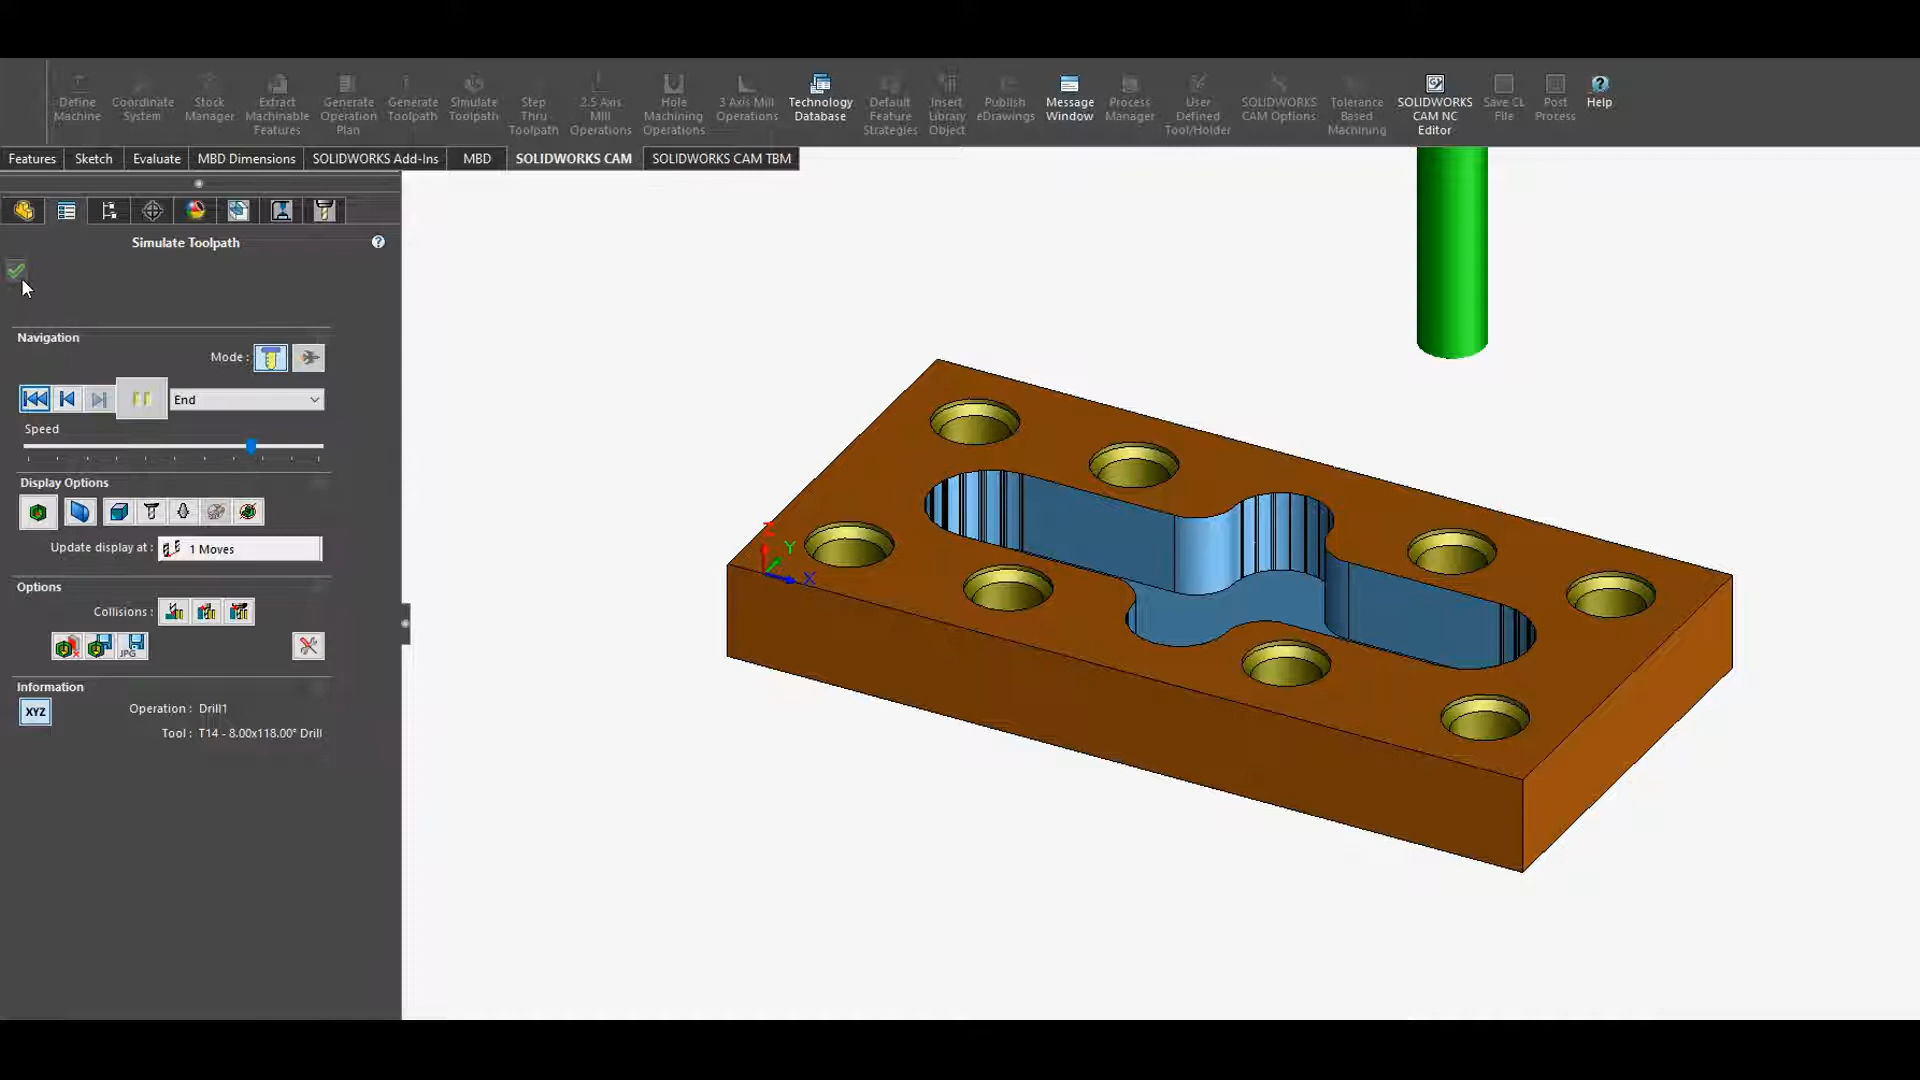 Define Machine
Coordinate System
Stock Manager
Extract Machinable Features
Generate Operation Plan
Generate Toolpath
Simulate Toolpath
Step Thru Toolpath
2.5 Axis Mill Operations
Hole Machining Operations
3 Axis Mill Operations
Technology Database
Default Feature Strategies
Insert Library Object
Publish eDrawings
Message Window
Process Manager
User Defined Tool/Holder
SOLIDWORKS CAM Options
Tolerance Based Machining
SOLIDWORKS CAM NC Editor
Save CL File
Post Process
Help
Features
Sketch
Evaluate
MBD Dimensions
SOLIDWORKS Add-Ins
MBD
SOLIDWORKS CAM
SOLIDWORKS CAM TBM
Simulate Toolpath
Navigation
Mode :
End
Speed
Display Options
Update display at :
1 Moves
Options
Collisions :
JPG
Information
XYZ
Operation : Drill1
Tool : T14 - 8.00x118.00° Drill
Z
Y
X